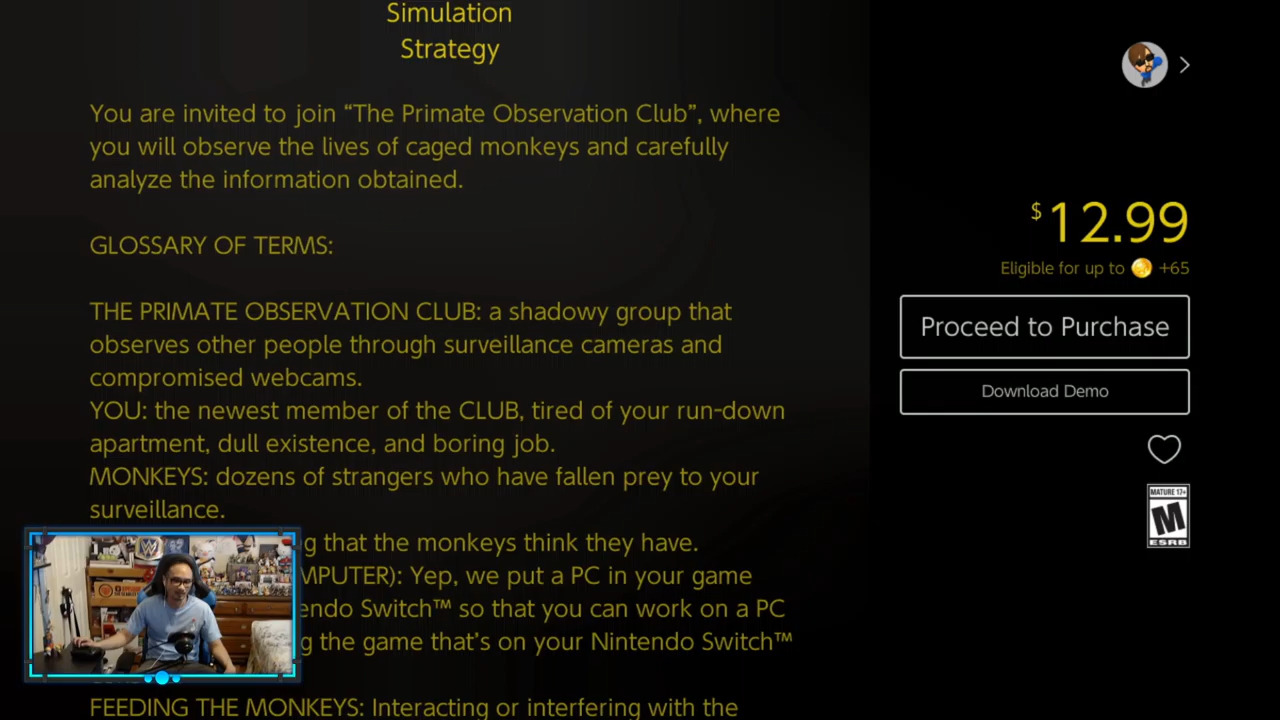 Simulation
Strategy
You are invited to join “The Primate Observation Club”, where
you will observe the lives of caged monkeys and carefully
analyze the information obtained.
GLOSSARY OF TERMS:
THE PRIMATE OBSERVATION CLUB: a shadowy group that
observes other people through surveillance cameras and
compromised webcams.
YOU: the newest member of the CLUB, tired of your run-down
apartment, dull existence, and boring job.
MONKEYS: dozens of strangers who have fallen prey to your
surveillance.
g that the monkeys think they have.
MPUTER): Yep, we put a PC in your game
endo Switch™ so that you can work on a PC
g the game that's on your Nintendo Switch™
FEEDING THE MONKEYS: Interacting or interfering with the
$12.99
Eligible for up to +65
Proceed to Purchase
Download Demo
MATURE 17+
M
ESRB